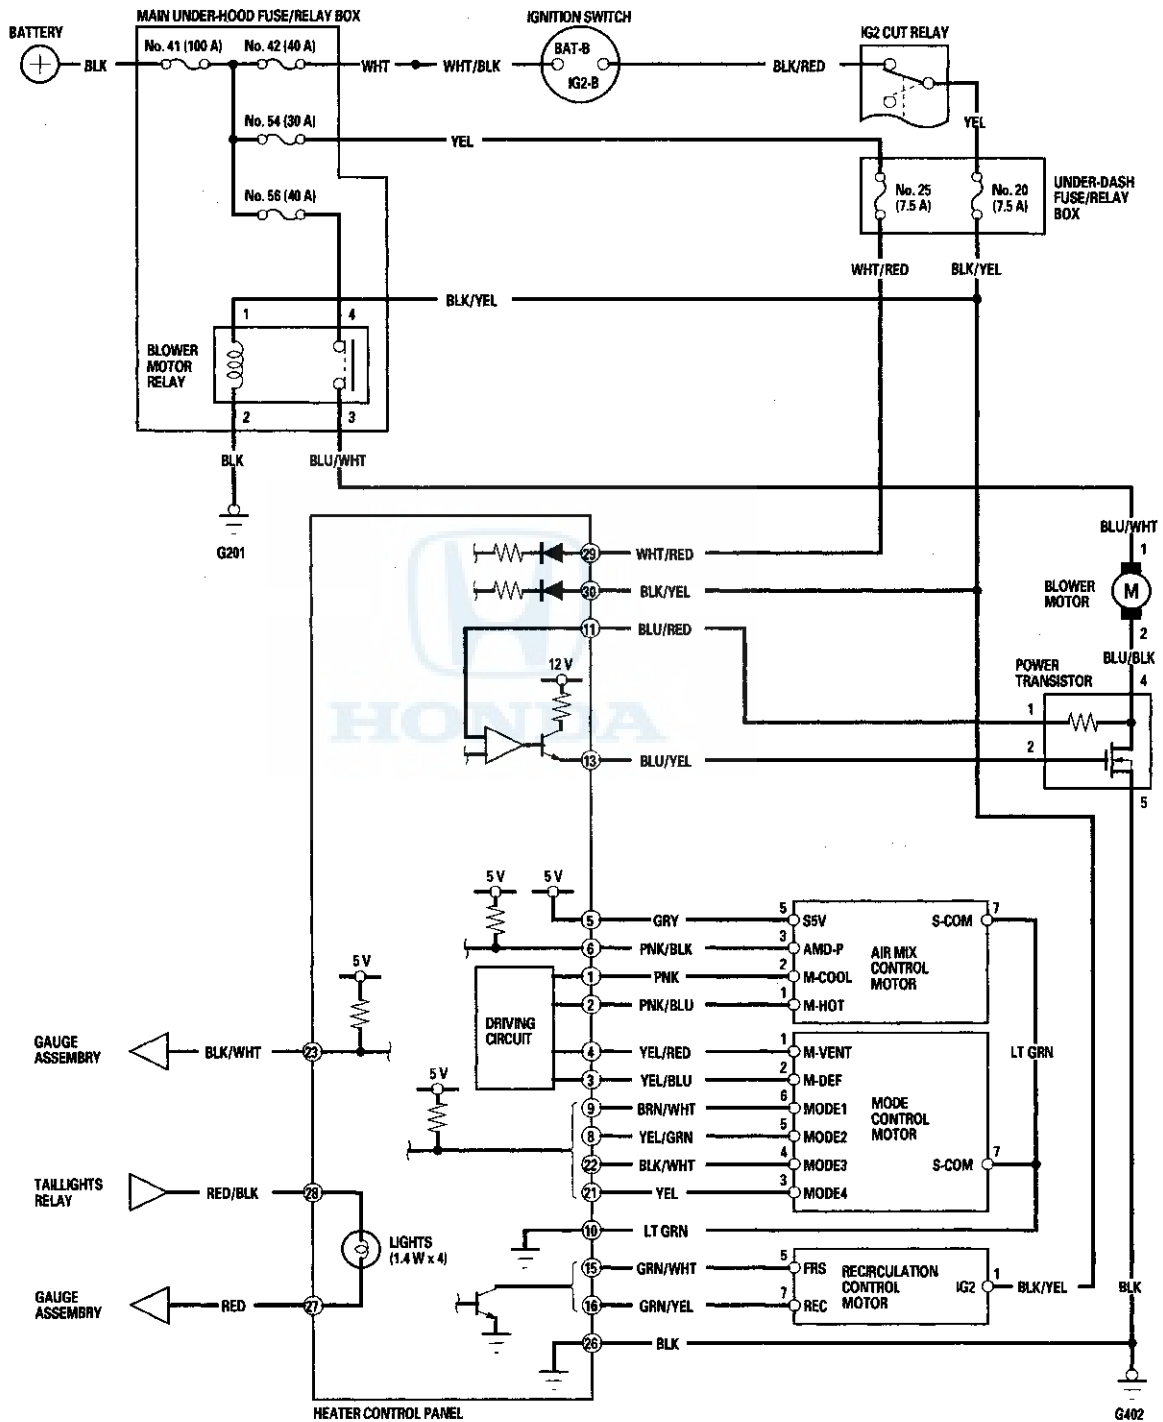 MAIN UNDER-HOOD FUSE/RELAY BOX
IGNITION SWITCH
BATTERY
IG2 CUT RELAY
No. 41 (100 A)
No. 42 (40 A)
BAT-B
BLK
WHT
WHT/BLK
IG2-B
BLK/RED
No. 54 (30 A)
YEL
YEL
No. 56 (40 A)
No. 25
(7.5 A)
No. 20
(7.5 A)
UNDER-DASH
FUSE/RELAY
BOX
WHT/RED
BLK/YEL
BLK/YEL
1
4
BLOWER
MOTOR
RELAY
2
3
BLK
BLU/WHT
G201
BLU/WHT
1
29
WHT/RED
30
BLK/YEL
BLOWER
MOTOR
M
11
BLU/RED
2
BLU/BLK
HONDA
12 V
POWER
TRANSISTOR
4
1
2
13
BLU/YEL
5
5 V
5 V
5
GRY
5
S5V
S-COM
7
6
PNK/BLK
3
AMD-P
AIR MIX
CONTROL
MOTOR
5 V
1
PNK
2
M-COOL
2
PNK/BLU
1
M-HOT
DRIVING
CIRCUIT
GAUGE
ASSEMBRY
BLK/WHT
23
4
YEL/RED
1
M-VENT
LT GRN
5 V
3
YEL/BLU
2
M-DEF
9
BRN/WHT
6
MODE1
MODE
CONTROL
MOTOR
8
YEL/GRN
5
MODE2
22
BLK/WHT
4
MODE3
S-COM
7
TAILLIGHTS
RELAY
RED/BLK
28
21
YEL
3
MODE4
10
LT GRN
LIGHTS
(1.4 W x 4)
15
GRN/WHT
5
FRS
RECIRCULATION
CONTROL
MOTOR
IG2
1
BLK/YEL
BLK
GAUGE
ASSEMBRY
RED
27
16
GRN/YEL
7
REC
26
BLK
HEATER CONTROL PANEL
G402